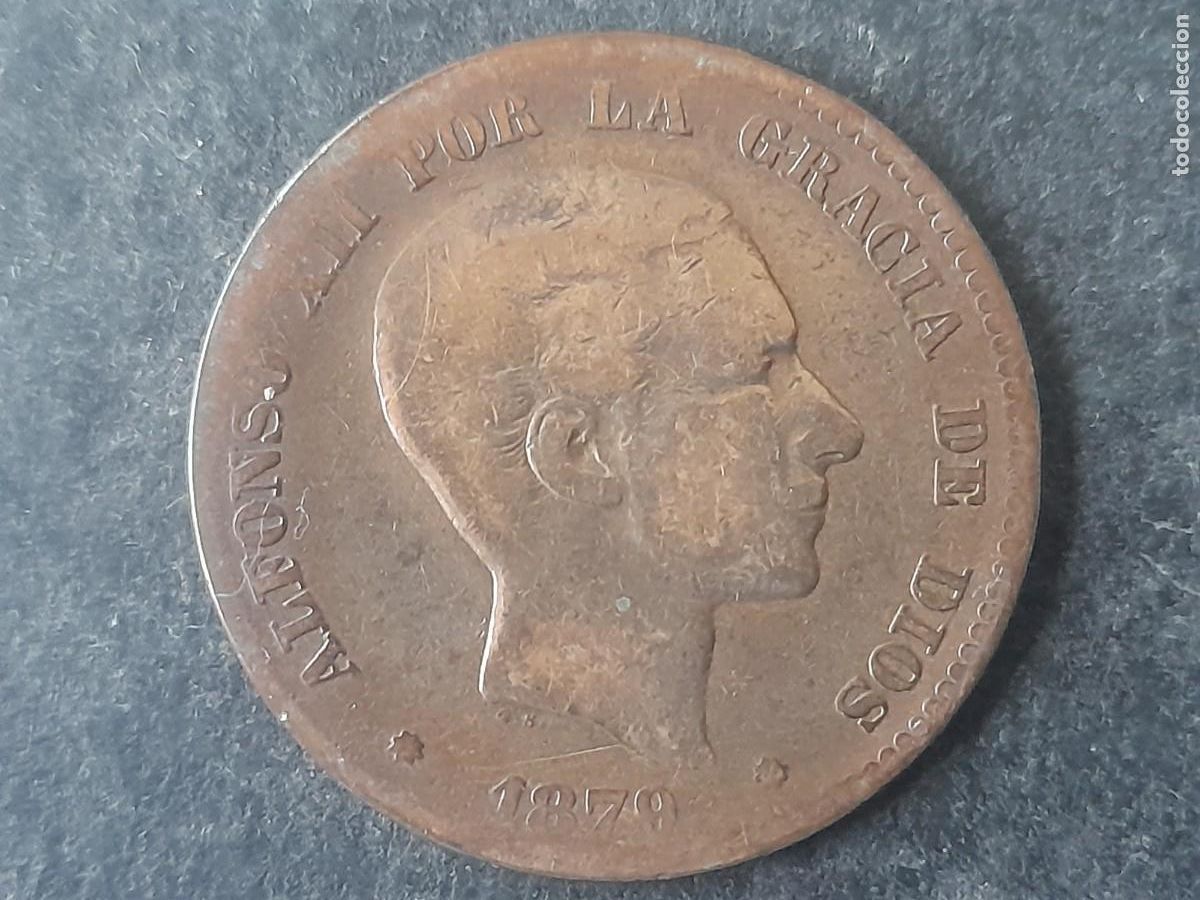 ALFONSO XII POR LA GRACIA DE DIOS
* 1879 *
G.S.
todocoleccion